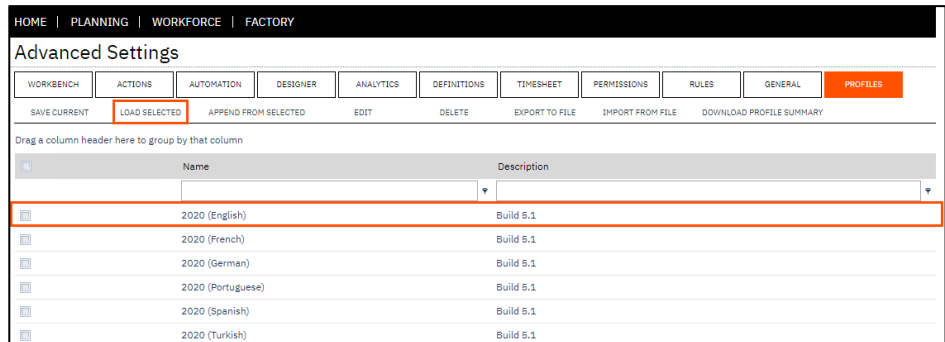 HOME | PLANNING | WORKFORCE | FACTORY
Advanced Settings
WORKBENCH ACTIONS AUTOMATION DESIGNER ANALYTICS DEFINITIONS TIMESHEET PERMISSIONS RULES GENERAL PROFILES
SAVE CURRENT LOAD SELECTED APPEND FROM SELECTED EDIT DELETE EXPORT TO FILE IMPORT FROM FILE DOWNLOAD PROFILE SUMMARY
Drag a column header here to group by that column
Name Description
2020 (English) Build 5.1
2020 (French) Build 5.1
2020 (German) Build 5.1
2020 (Portuguese) Build 5.1
2020 (Spanish) Build 5.1
2020 (Turkish) Build 5.1